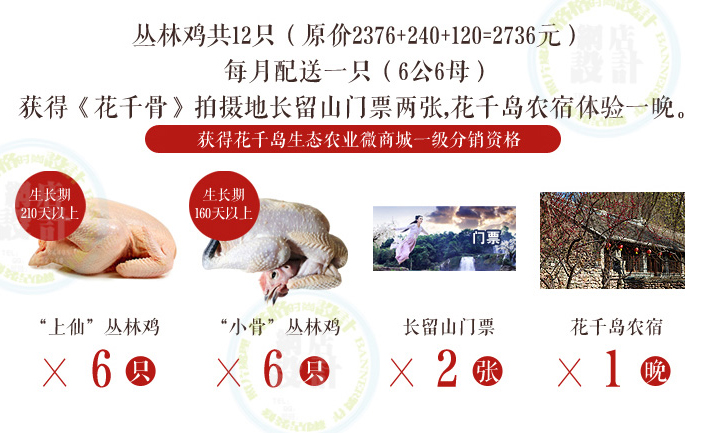 丛林鸡共12只（原价2376+240+120=2736元）
每月配送一只（6公6母）
获得《花千骨》拍摄地长留山门票两张,花千岛农宿体验一晚。
获得花千岛生态农业微商城一级分销资格
生长期
210天以上
生长期
160天以上
门票
“上仙”丛林鸡
“小骨”丛林鸡
长留山门票
花千岛农宿
× 6 只
× 6 只
× 2 张
× 1 晚